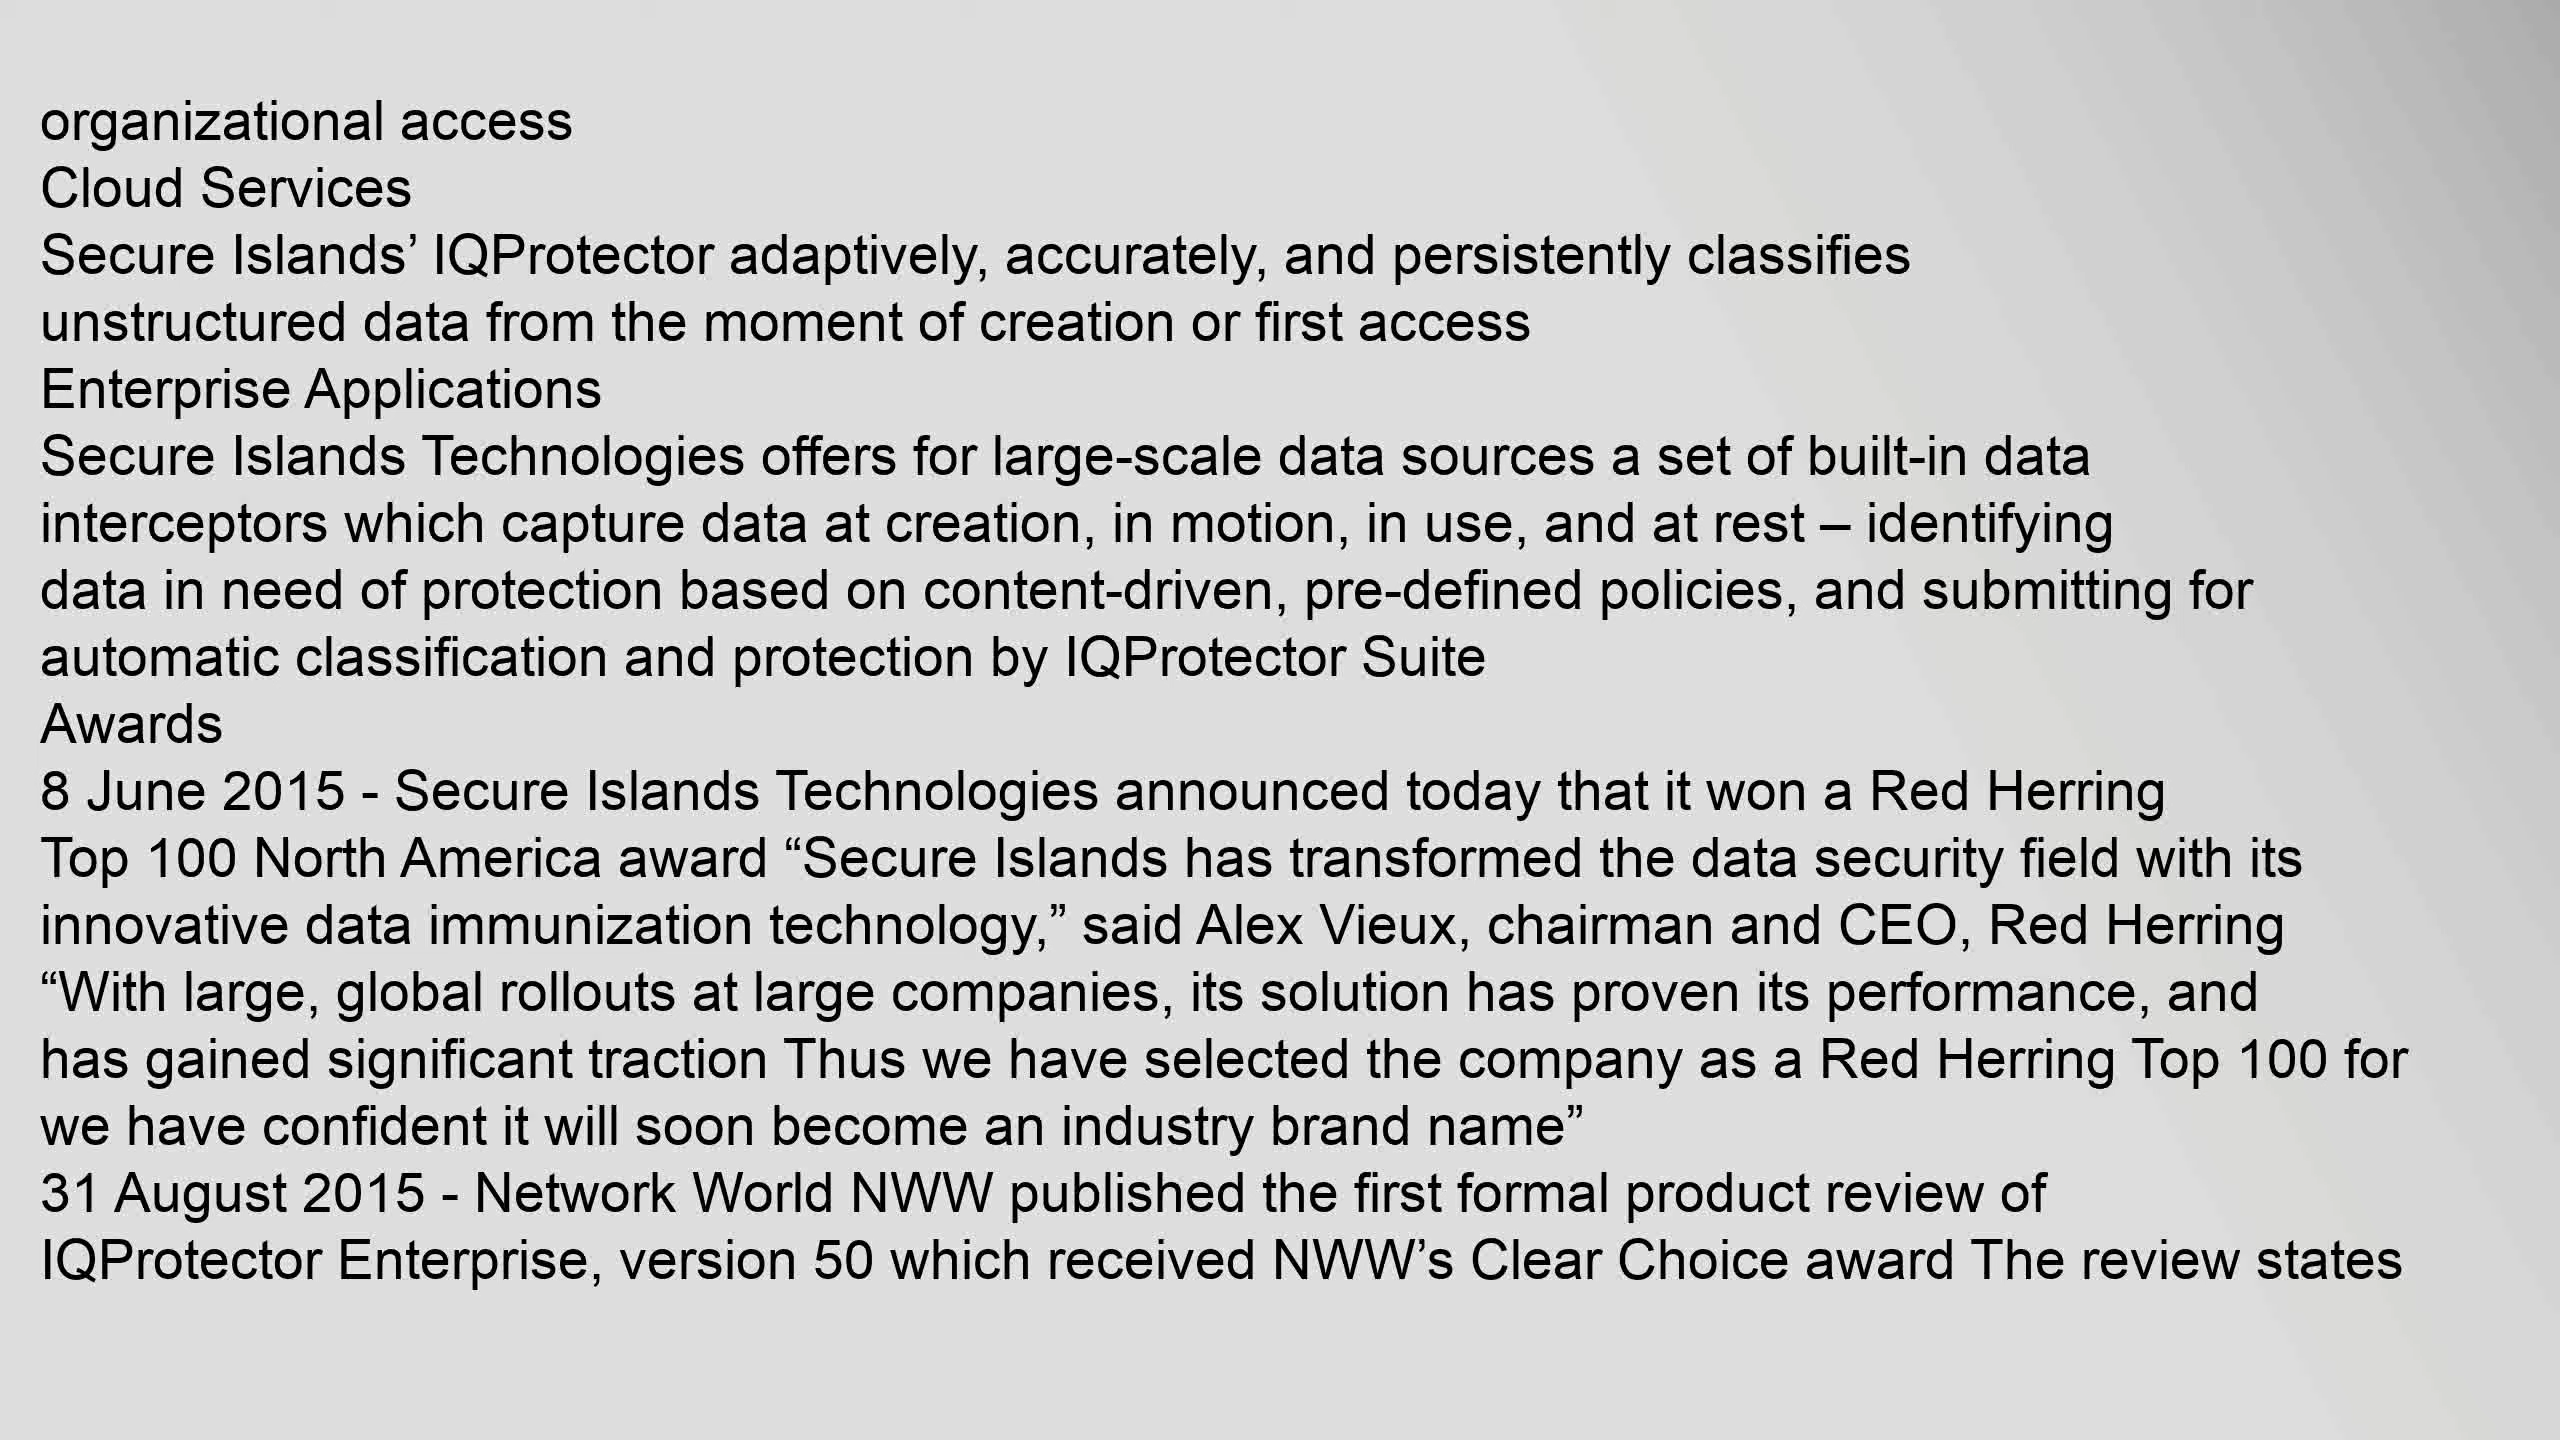 organizational access
Cloud Services
Secure Islands’ IQProtector adaptively, accurately, and persistently classifies
unstructured data from the moment of creation or first access
Enterprise Applications
Secure Islands Technologies offers for large-scale data sources a set of built-in data
interceptors which capture data at creation, in motion, in use, and at rest – identifying
data in need of protection based on content-driven, pre-defined policies, and submitting for
automatic classification and protection by IQProtector Suite
Awards
8 June 2015 - Secure Islands Technologies announced today that it won a Red Herring
Top 100 North America award “Secure Islands has transformed the data security field with its
innovative data immunization technology,” said Alex Vieux, chairman and CEO, Red Herring
“With large, global rollouts at large companies, its solution has proven its performance, and
has gained significant traction Thus we have selected the company as a Red Herring Top 100 for
we have confident it will soon become an industry brand name”
31 August 2015 - Network World NWW published the first formal product review of
IQProtector Enterprise, version 50 which received NWW’s Clear Choice award The review states